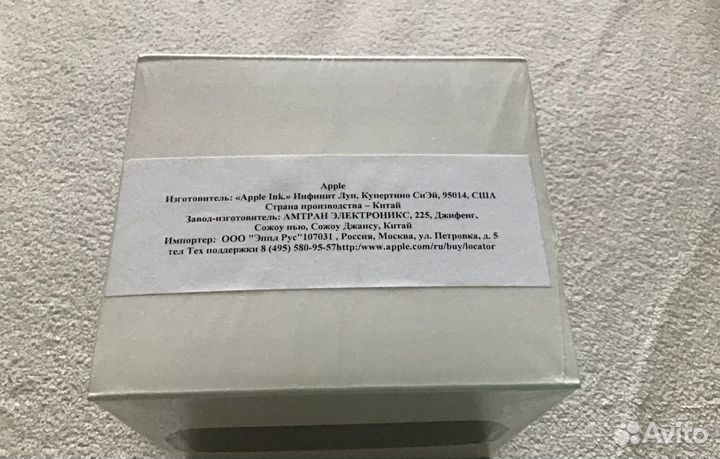 Apple
Изготовитель: «Apple Ink.» Инфинит Луп, Купертино СиЭй, 95014, США
Страна производства – Китай
Завод-изготовитель: АМТРАН ЭЛЕКТРОНИКС, 225, Джифенг,
Сожоу нью, Сожоу Джансу, Китай
Импортер: ООО "Эппл Рус"107031 , Россия, Москва, ул. Петровка, д. 5
тел Тех поддержки 8 (495) 580-95-57http:/www.apple.com/ru/buy/locator
Avito